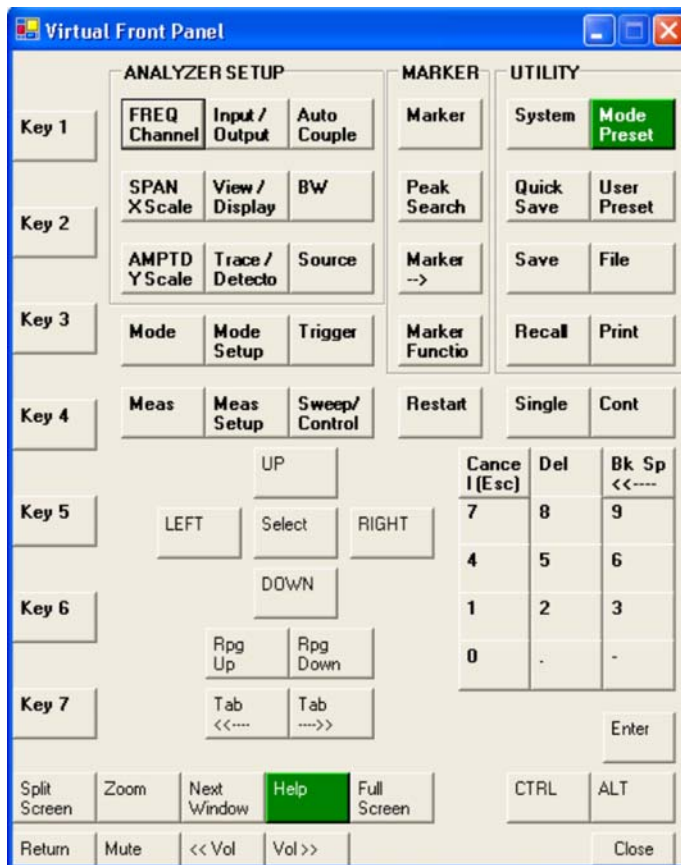 Virtual Front Panel
ANALYZER SETUP
MARKER
UTILITY
Key 1
FREQ
Channel
Input /
Output
Auto
Couple
Marker
System
Mode
Preset
Key 2
SPAN
X Scale
View /
Display
BW
Peak
Search
Quick
Save
User
Preset
AMPTD
Y Scale
Trace /
Detecto
Source
Marker
-->
Save
File
Key 3
Mode
Mode
Setup
Trigger
Marker
Functio
Recall
Print
Key 4
Meas
Meas
Setup
Sweep/
Control
Restart
Single
Cont
UP
Cance
l (Esc)
Del
Bk Sp
<<----
Key 5
LEFT
Select
RIGHT
7
8
9
4
5
6
DOWN
Key 6
1
2
3
Rpg
Up
Rpg
Down
0
.
-
Key 7
Tab
<<----
Tab
---->>
Enter
Split
Screen
Zoom
Next
Window
Help
Full
Screen
CTRL
ALT
Return
Mute
<< Vol
Vol >>
Close